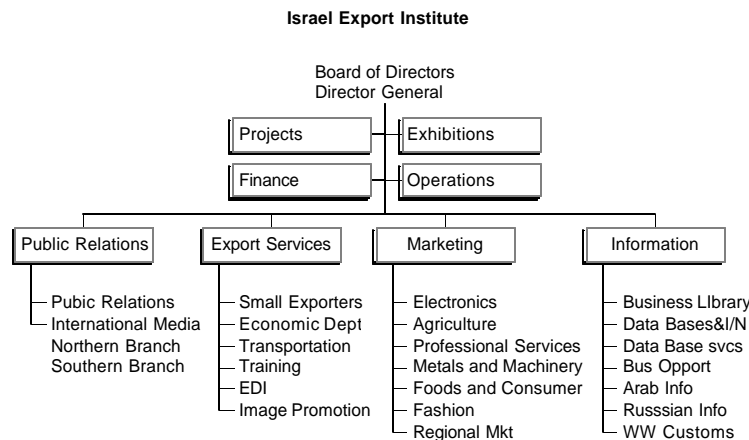 Israel Export Institute
Board of Directors
Director General
Projects
Exhibitions
Finance
Operations
Public Relations
Export Services
Marketing
Information
Pubic Relations
International Media
Northern Branch
Southern Branch
Small Exporters
Economic Dept
Transportation
Training
EDI
Image Promotion
Electronics
Agriculture
Professional Services
Metals and Machinery
Foods and Consumer
Fashion
Regional Mkt
Business LIbrary
Data Bases&I/N
Data Base svcs
Bus Opport
Arab Info
Russsian Info
WW Customs